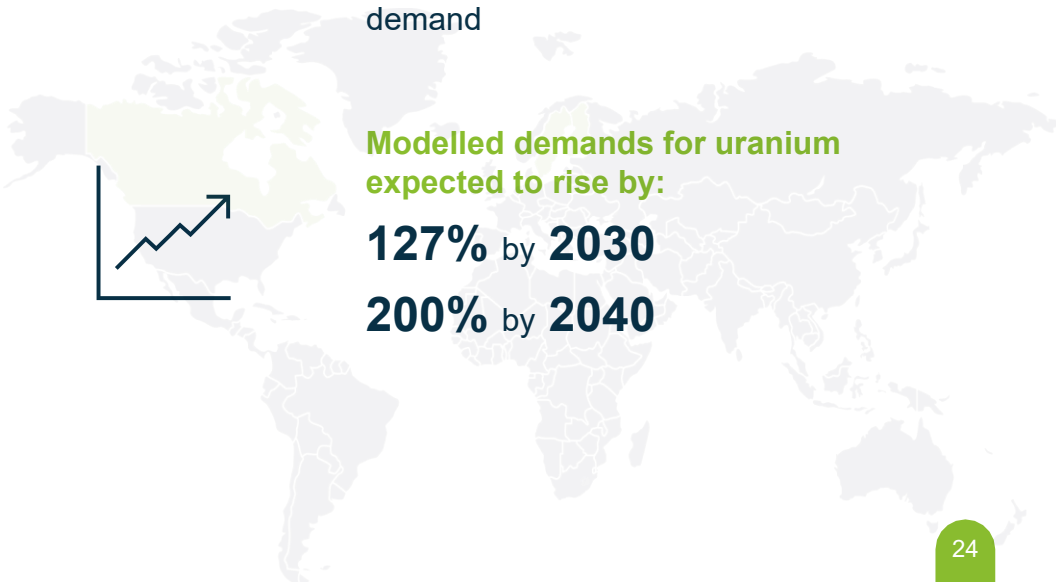 demand
Modelled demands for uranium
expected to rise by:
127% by 2030
200% by 2040
24